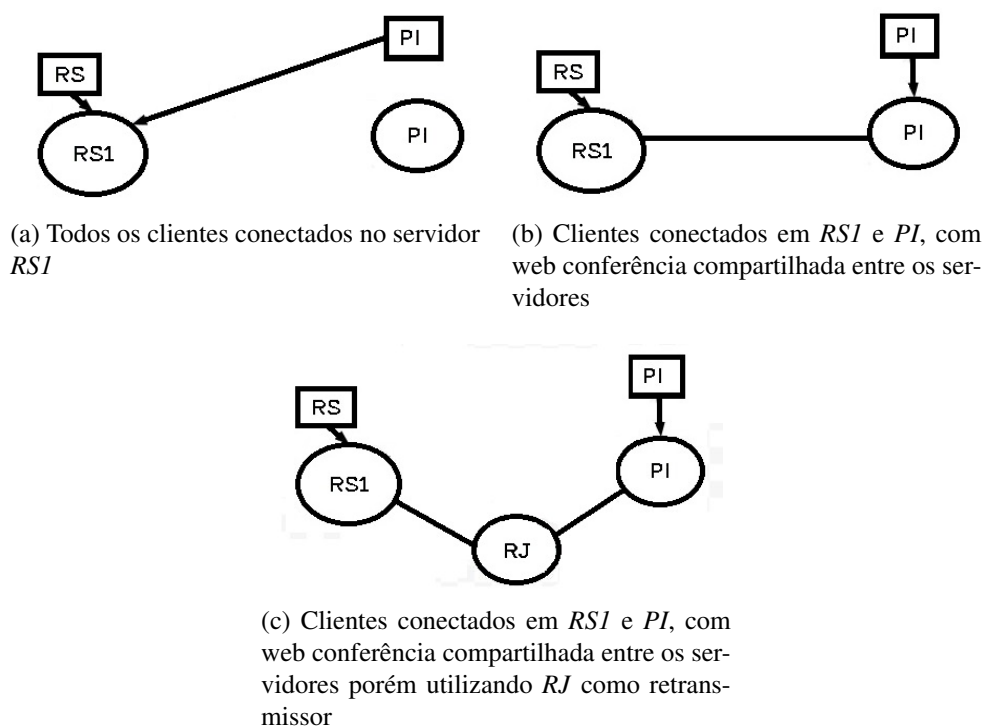 PI
RS
RS1
PI
(a) Todos os clientes conectados no servidor
RS1
PI
RS
RS1
PI
(b) Clientes conectados em RS1 e PI, com
web conferência compartilhada entre os ser-
vidores
PI
RS
RS1
PI
RJ
(c) Clientes conectados em RS1 e PI, com
web conferência compartilhada entre os ser-
vidores porém utilizando RJ como retrans-
missor